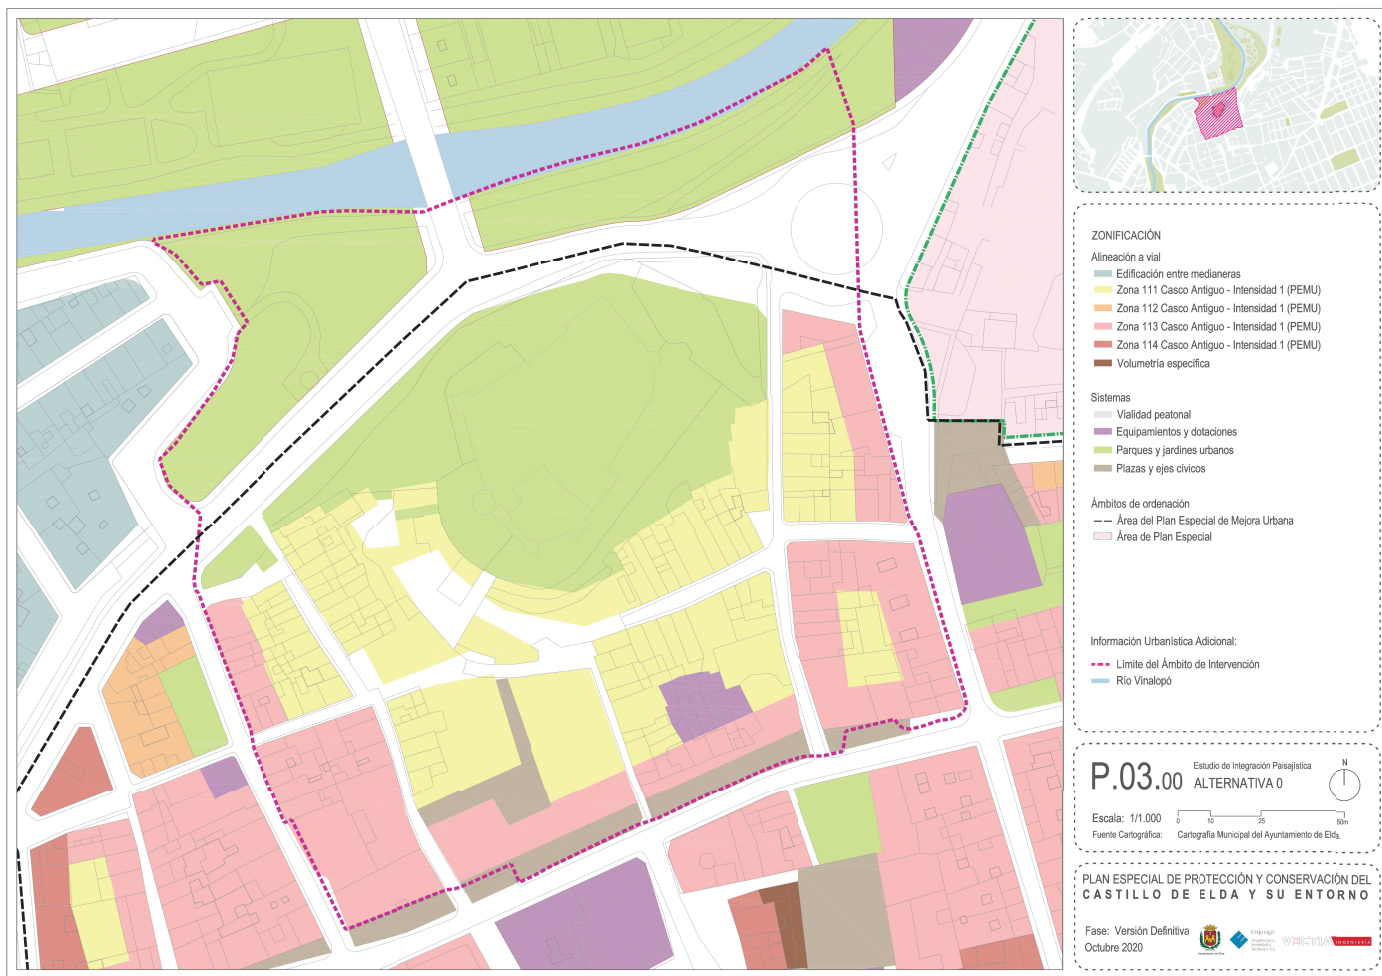 ZONIFICACIÓN
Alineación a vial
Edificación entre medianeras
Zona 111 Casco Antiguo - Intensidad 1 (PEMU)
Zona 112 Casco Antiguo - Intensidad 1 (PEMU)
Zona 113 Casco Antiguo - Intensidad 1 (PEMU)
Zona 114 Casco Antiguo - Intensidad 1 (PEMU)
Volumetría específica
Sistemas
Vialidad peatonal
Equipamientos y dotaciones
Parques y jardines urbanos
Plazas y ejes cívicos
Ámbitos de ordenación
Área del Plan Especial de Mejora Urbana
Área de Plan Especial
Información Urbanística Adicional:
Límite del Ámbito de Intervención
Río Vinalopó
P.03.00
Estudio de Integración Paisajística
ALTERNATIVA 0
N
Escala: 1/1.000
0 10 25 50m
Fuente Cartográfica: Cartografía Municipal del Ayuntamiento de Elda.
PLAN ESPECIAL DE PROTECCIÓN Y CONSERVACIÓN DEL
CASTILLO DE ELDA Y SU ENTORNO
Fase: Versión Definitiva
Octubre 2020
VECTIA INGENIERÍA